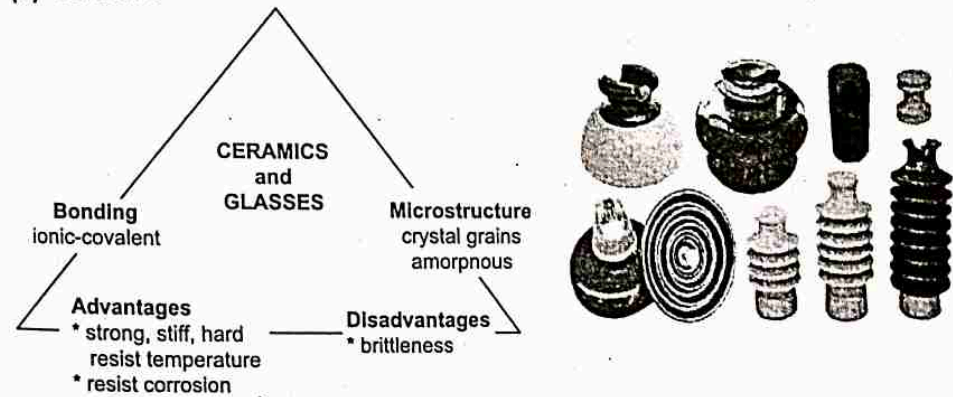 CERAMICS
and
GLASSES
Bonding
ionic-covalent
Microstructure
crystal grains
amorpnous
Advantages
* strong, stiff, hard
resist temperature
* resist corrosion
Disadvantages
* brittleness